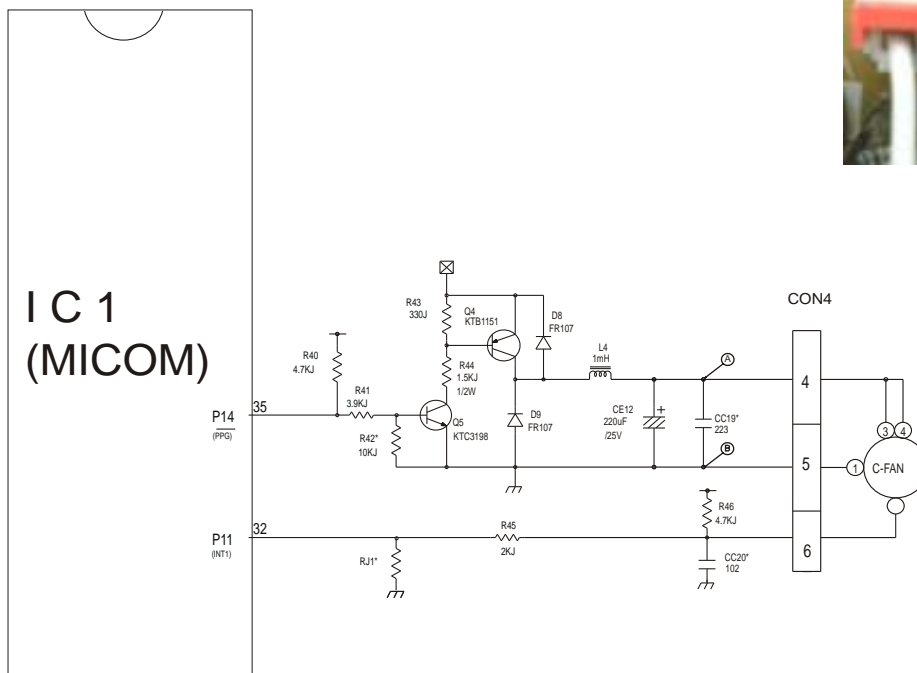 I C 1
(MICOM)
P14
(PPG)
35
R40
4.7KJ
R41
3.9KJ
R42*
10KJ
R43
330J
R44
1.5KJ
1/2W
Q5
KTC3198
Q4
KTB1151
D8
FR107
D9
FR107
L4
1mH
CE12
220uF
/25V
+
A
CC19*
223
B
CON4
4
5
6
3
4
1
C-FAN
P11
(INT1)
32
RJ1*
R45
2KJ
R46
4.7KJ
CC20*
102